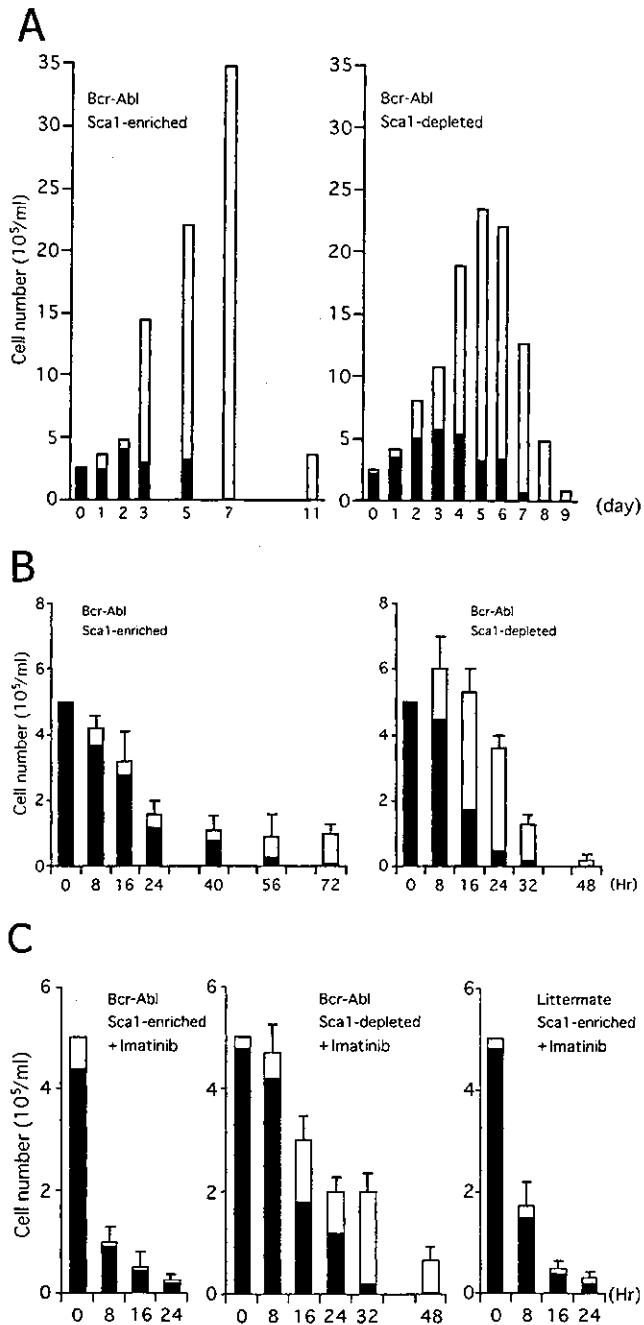 A
35
30
25
20
15
10
5
0
Cell number (10⁵/ml)
Bcr-Abl
Sca1-enriched
0 1 2 3 5 7 11
35
30
25
20
15
10
5
0
Bcr-Abl
Sca1-depleted
0 1 2 3 4 5 6 7 8 9 (day)
B
8
6
4
2
0
Cell number (10⁵/ml)
Bcr-Abl
Sca1-enriched
0 8 16 24 40 56 72
8
6
4
2
0
Bcr-Abl
Sca1-depleted
0 8 16 24 32 48 (Hr)
C
6
4
2
0
Cell number (10⁵/ml)
Bcr-Abl
Sca1-enriched
+Imatinib
0 8 16 24
6
4
2
0
Bcr-Abl
Sca1-depleted
+Imatinib
0 8 16 24 32 48
6
4
2
0
Littermate
Sca1-enriched
+Imatinib
0 8 16 24 (Hr)